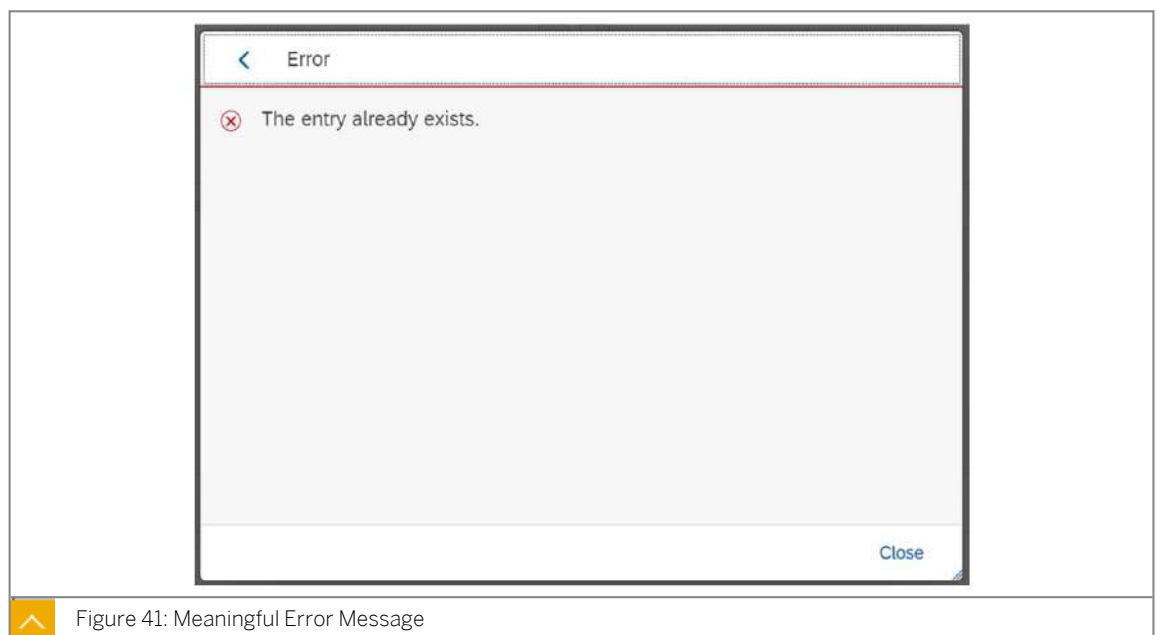 Error
The entry already exists.
Close
Figure 41: Meaningful Error Message